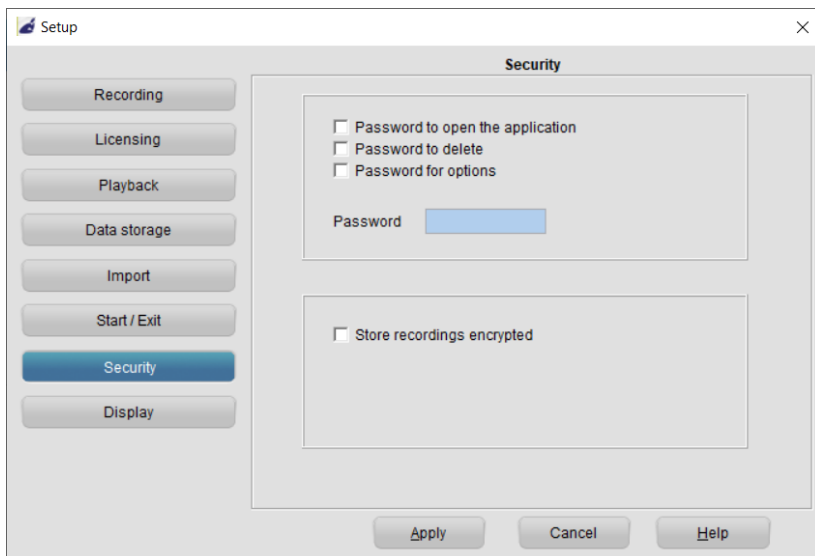 Setup
Security
Recording
Licensing
Playback
Data storage
Import
Start / Exit
Security
Display
Password to open the application
Password to delete
Password for options
Password
Store recordings encrypted
Apply
Cancel
Help